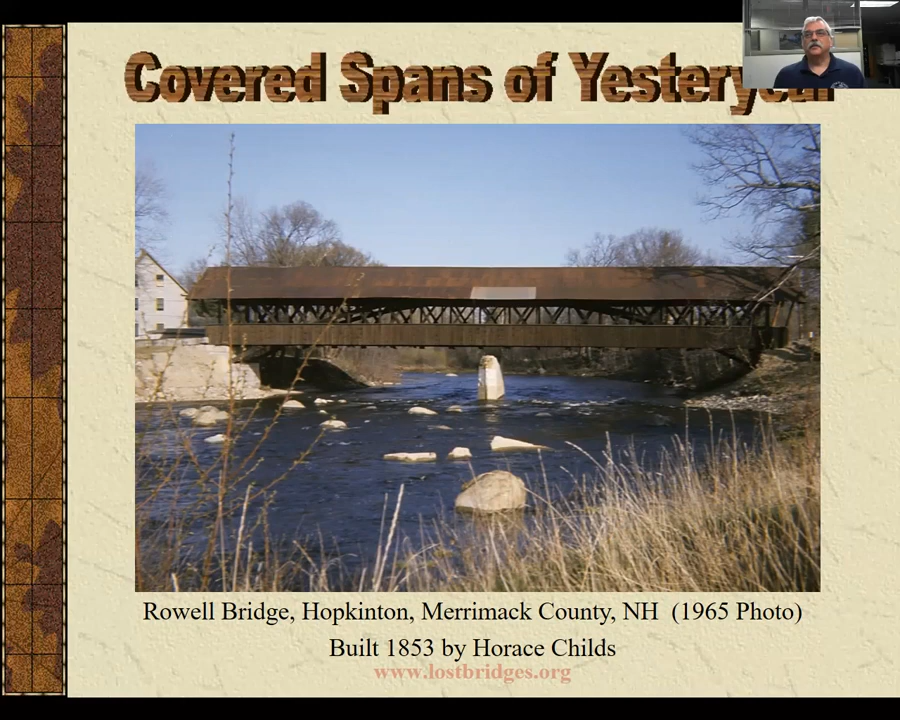 Covered Spans of Yesteryear
Rowell Bridge, Hopkinton, Merrimack County, NH (1965 Photo)
Built 1853 by Horace Childs
www.lostbridges.org